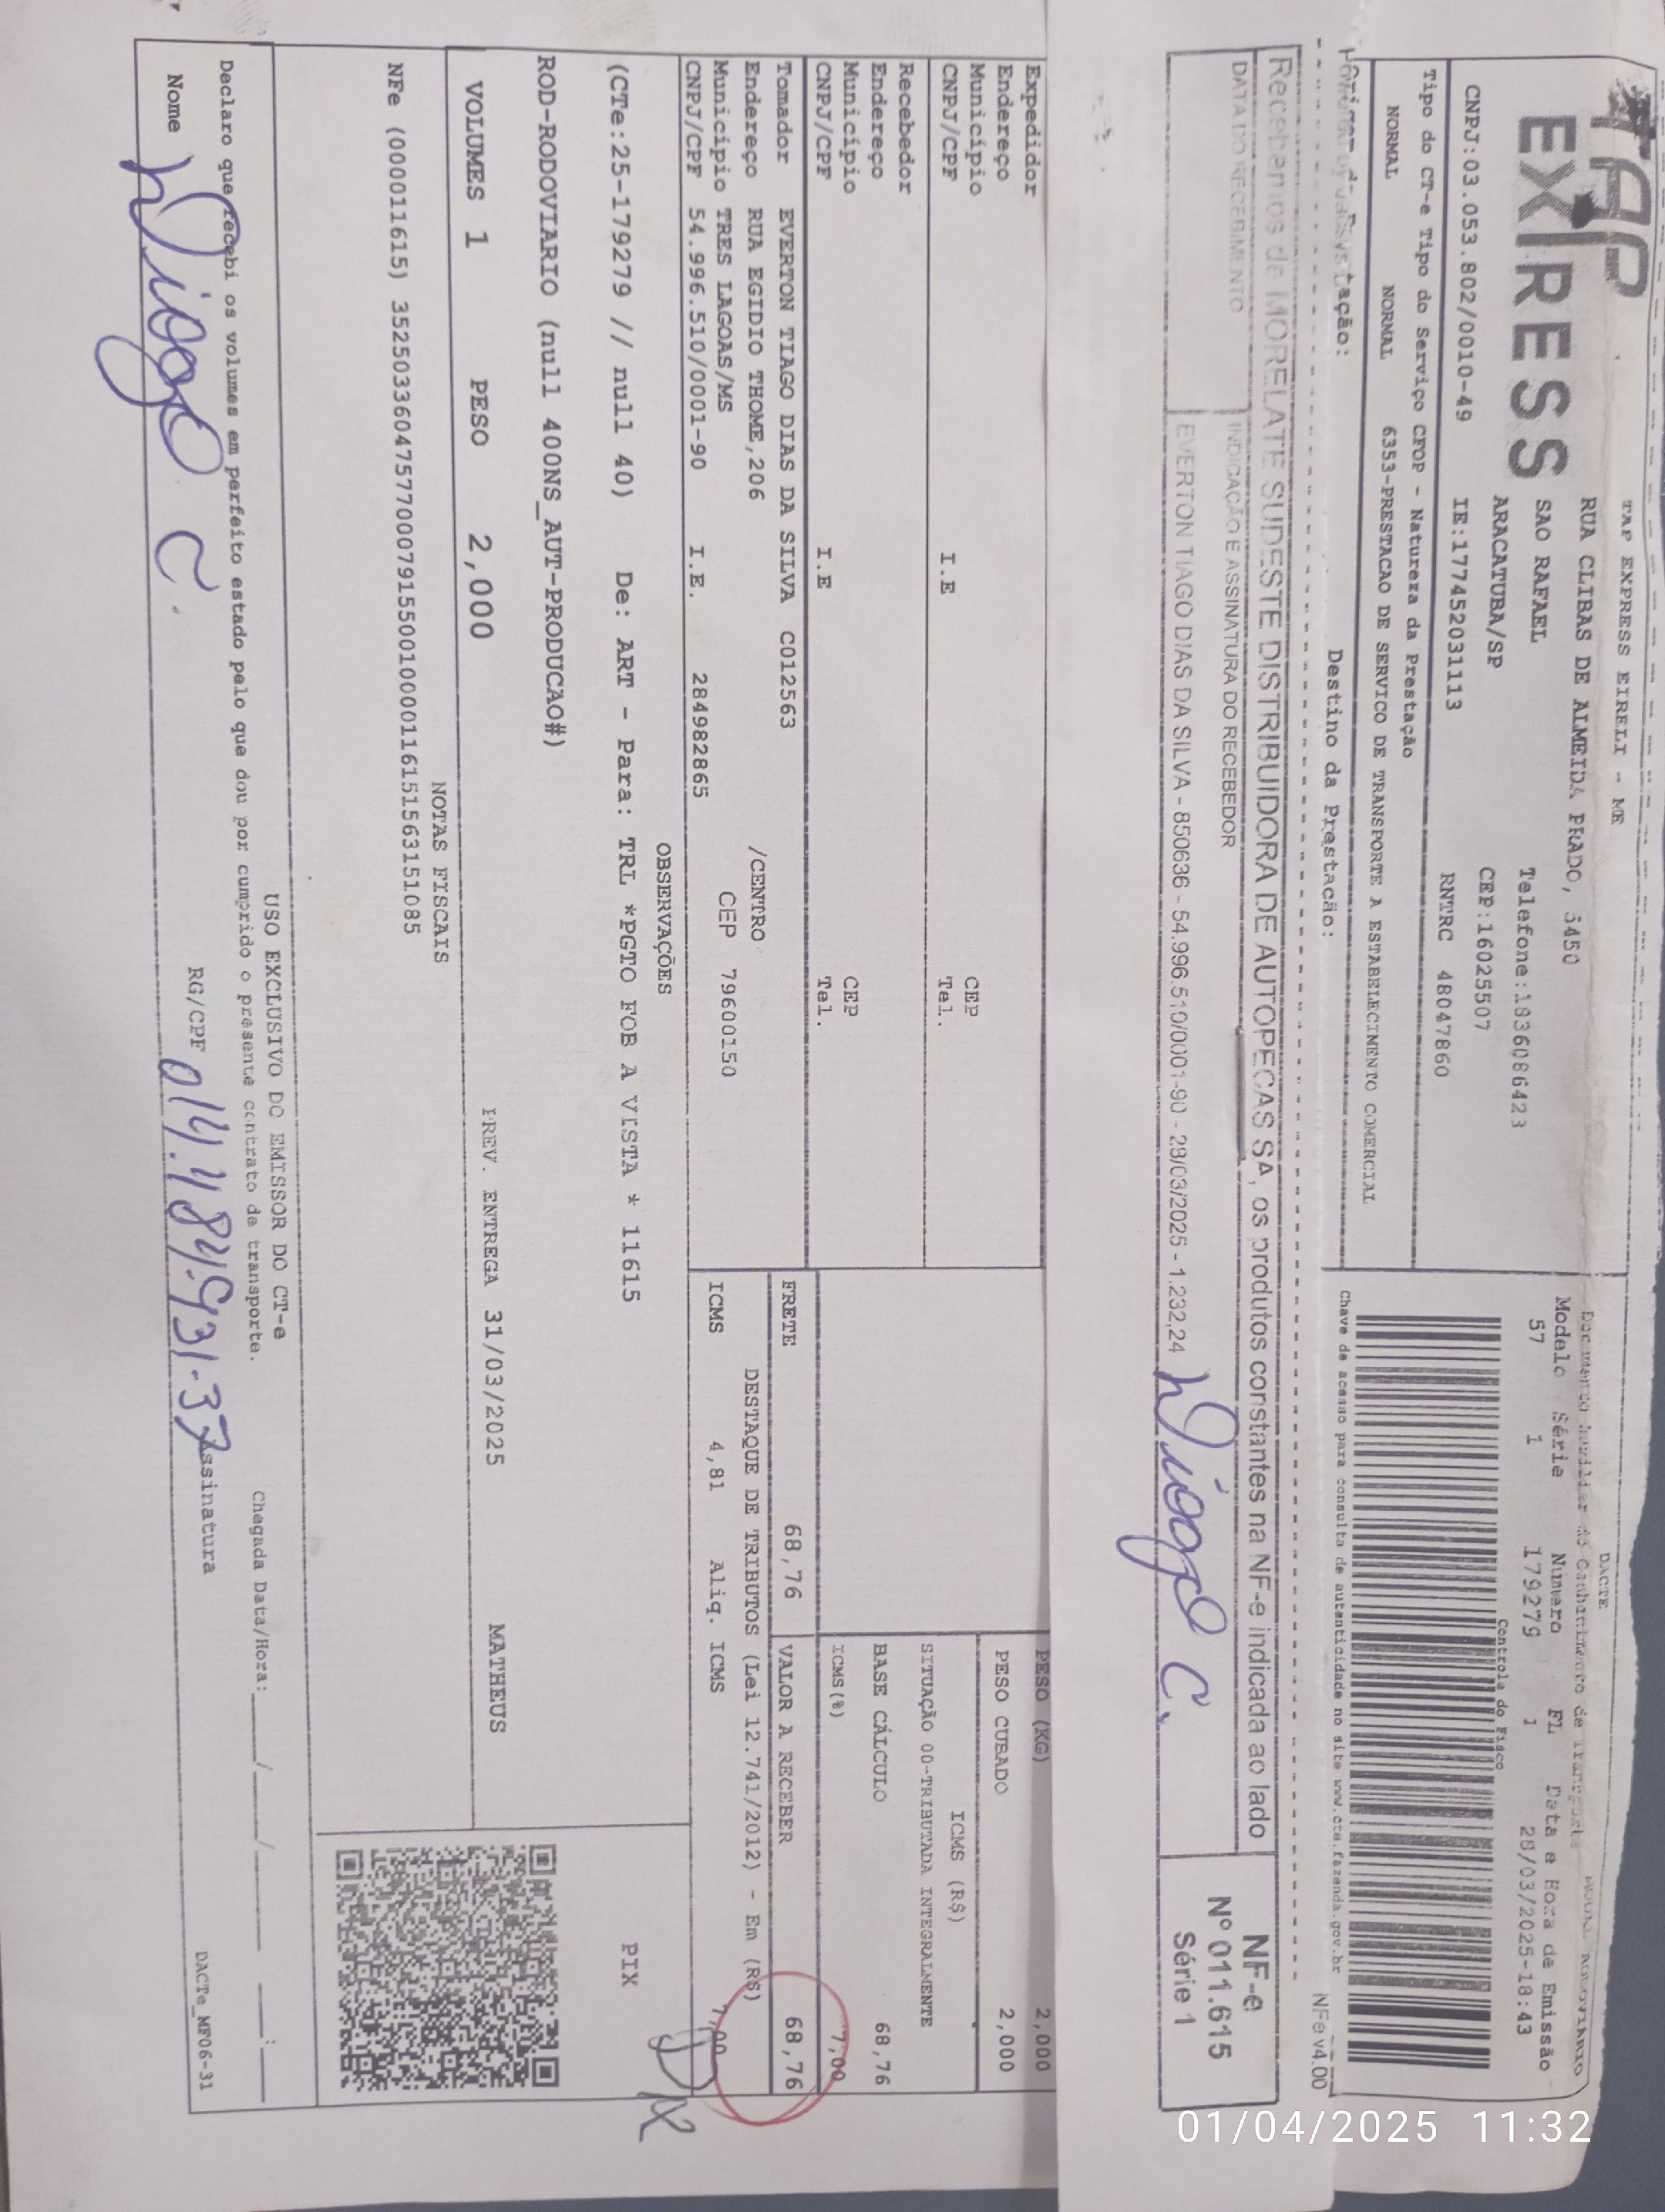 TAP EXPRESS EIRELI - ME
TAP
EXPRESS
RUA CLIBAS DE ALMEIDA PRADO, 3450
SAO RAFAEL Telefone:1836086423
ARACATUBA/SP CEP:16025507
CNPJ:03.053.802/0010-49 IE:177452031113 RNTRC 48047860
Tipo do CT-e Tipo do Serviço CFOP - Natureza da Prestação
NORMAL NORMAL 6353-PRESTACAO DE SERVICO DE TRANSPORTE A ESTABELECIMENTO COMERCIAL
Destino da Prestação:
DACTE
Documento Auxiliar do Conhecimento de Transporte
Modelo Série Número FL Data e Hora de Emissão
57 1 179279 1 28/03/2025-18:43
Controle do Fisco
Chave de acesso para consulta de autenticidade no site www.cte.fazenda.gov.br
NFe v4.00
Recebemos de MORELATE SUDESTE DISTRIBUIDORA DE AUTOPECAS SA, os produtos constantes na NF-e indicada ao lado
DATA DO RECEBIMENTO INDICAÇÃO E ASSINATURA DO RECEBEDOR
EVERTON TIAGO DIAS DA SILVA - 850636 - 54.996.510/0001-90 - 28/03/2025 - 1.232,24
Diogo C.
NF-e
Nº 011.615
Série 1
Expedidor
Endereço
Município CEP
CNPJ/CPF I.E Tel.
Recebedor
Endereço
Município CEP
CNPJ/CPF I.E Tel.
PESO (KG) 2,000
PESO CUBADO 2,000
ICMS (R$)
SITUAÇÃO 00-TRIBUTADA INTEGRALMENTE
BASE CÁLCULO 68,76
ICMS(%) 7,00
Tomador EVERTON TIAGO DIAS DA SILVA C012563
Endereço RUA EGIDIO THOME,206 /CENTRO
Município TRES LAGOAS/MS CEP 79600150
CNPJ/CPF 54.996.510/0001-90 I.E. 284982865
FRETE 68,76 VALOR A RECEBER 68,76
DESTAQUE DE TRIBUTOS (Lei 12.741/2012) - Em (R$)
ICMS 4,81 Aliq. ICMS 7,00
OBSERVAÇÕES
(CTe:25-179279 // null 40) De: ART - Para: TRL *PGTO FOB A VISTA * 11615
PIX
ROD-RODOVIARIO (null 400NS_AUT-PRODUCAO#)
VOLUMES 1 PESO 2,000 PREV. ENTREGA 31/03/2025 MATHEUS
NOTAS FISCAIS
NFe (000011615) 35250336047577000791550010000116151563151085
USO EXCLUSIVO DO EMISSOR DO CT-e
Declaro que recebi os volumes em perfeito estado pelo que dou por cumprido o presente contrato de transporte.
Chegada Data/Hora:____/____/____ ___:___
Nome Diogo C. RG/CPF 014.184.931-37 Assinatura
DACTe_MF06-31
01/04/2025 11:32